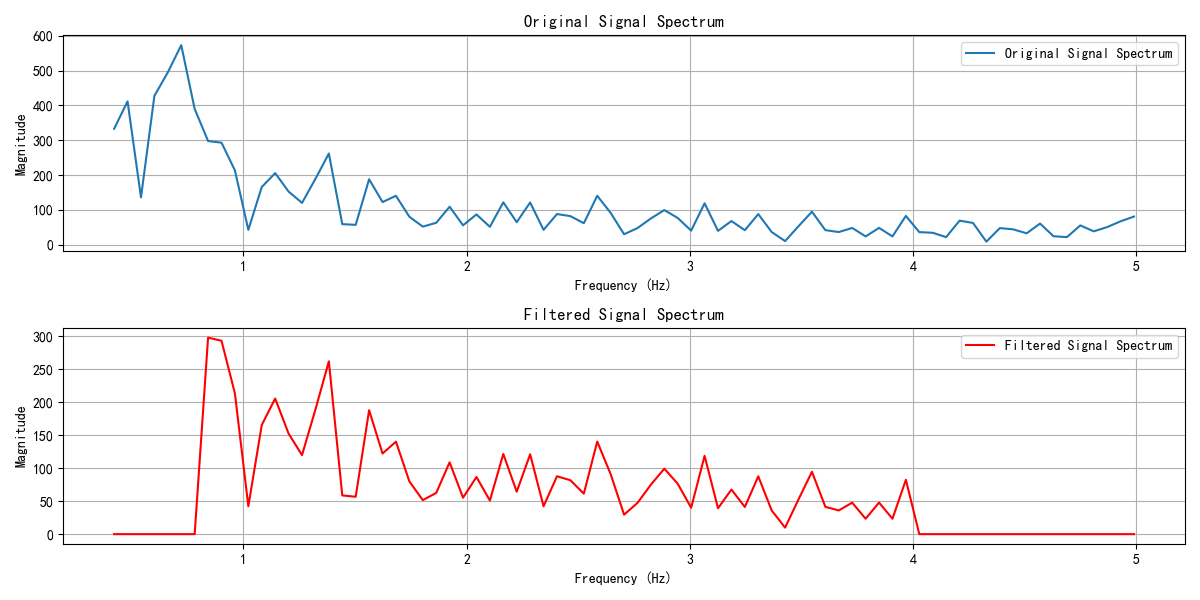 Original Signal Spectrum
600
500
400
300
200
100
0
Magnitude
Original Signal Spectrum
1 2 3 4 5
Frequency (Hz)
Filtered Signal Spectrum
300
250
200
150
100
50
0
Magnitude
Filtered Signal Spectrum
1 2 3 4 5
Frequency (Hz)